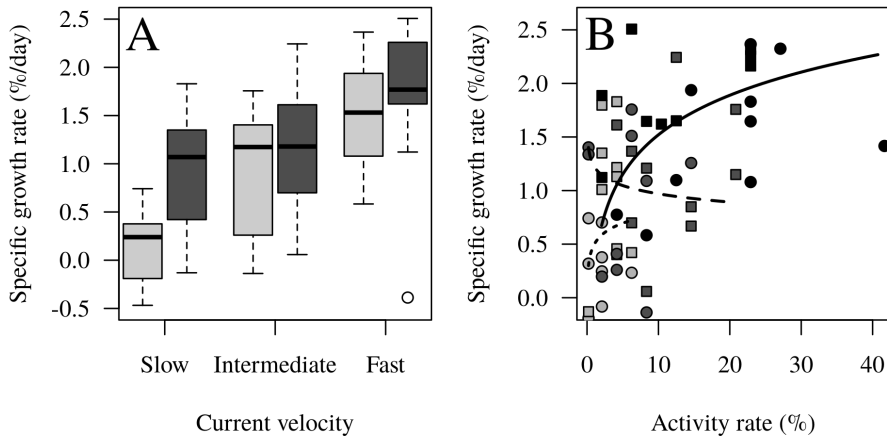 A
Specific growth rate (%/day)
2.5
2.0
1.5
1.0
0.5
0.0
-0.5
Slow Intermediate Fast
Current velocity
B
Specific growth rate (%/day)
2.5
2.0
1.5
1.0
0.5
0.0
0 10 20 30 40
Activity rate (%)